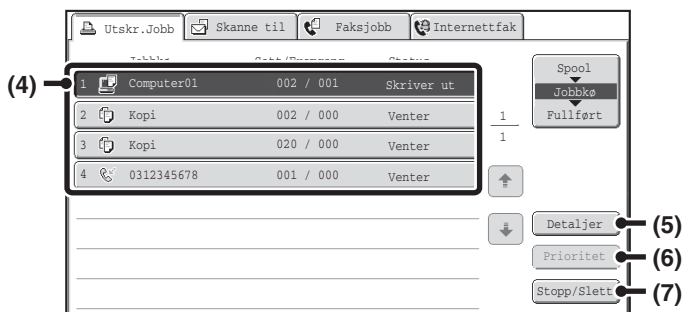 Utskr.Jobb Skanne til Faksjobb Internettfak
Spool
Jobbkø
Fullført
(4)
1 Computer01 002 / 001 Skriver ut
2 Kopi 002 / 000 Venter
3 Kopi 020 / 000 Venter
4 0312345678 001 / 000 Venter
1
1
Detaljer (5)
Prioritet (6)
Stopp/Slett (7)